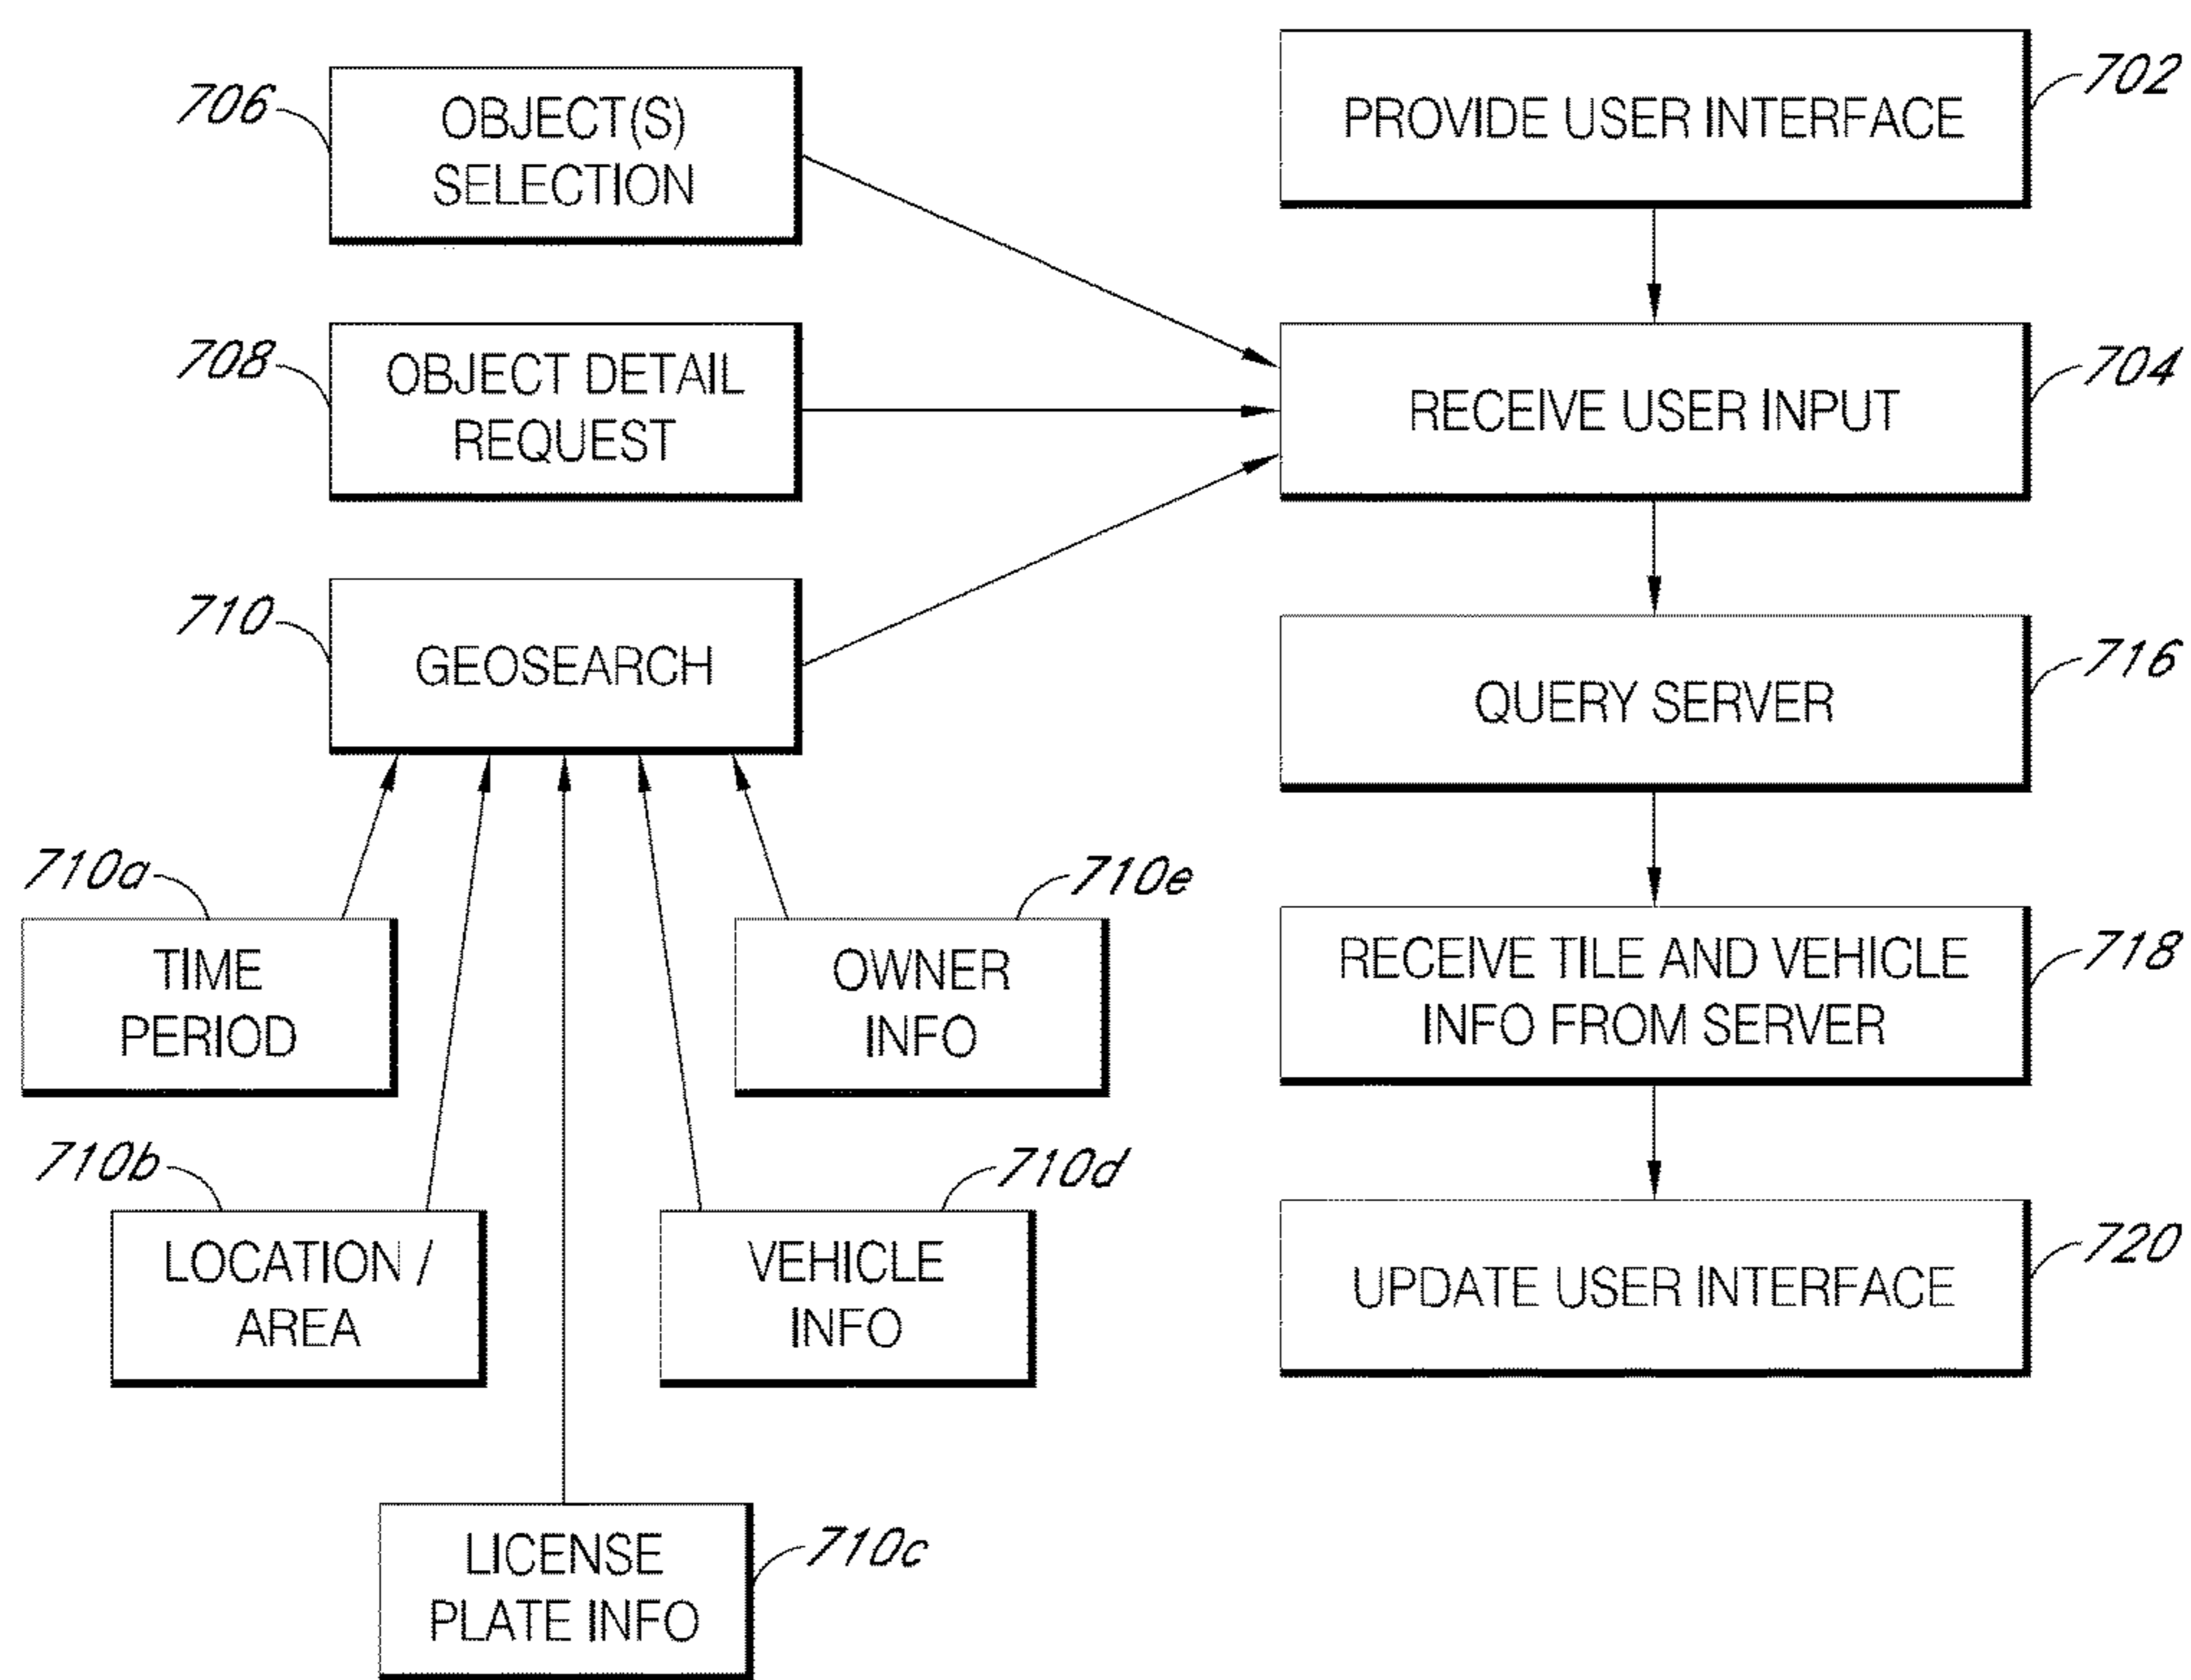 706
OBJECT(S)
SELECTION
PROVIDE USER INTERFACE
702
708
OBJECT DETAIL
REQUEST
RECEIVE USER INPUT
704
710
GEOSEARCH
QUERY SERVER
716
710a
TIME
PERIOD
710e
OWNER
INFO
RECEIVE TILE AND VEHICLE
INFO FROM SERVER
718
710b
LOCATION /
AREA
710d
VEHICLE
INFO
UPDATE USER INTERFACE
720
LICENSE
PLATE INFO
710c